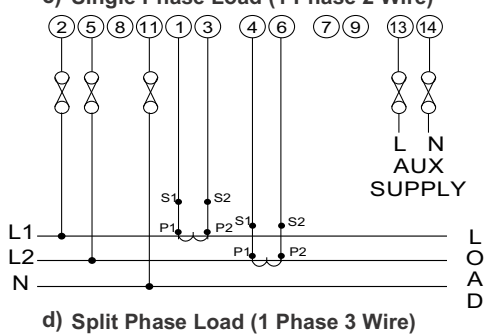 c) Single Phase Load (1 Phase 2 Wire)
2 5 8 11 1 3 4 6 7 9 13 14
L N
AUX
SUPPLY
S1 S2
S1 S2
P1 P2
P1 P2
L1
L2
N
L
O
A
D
d) Split Phase Load (1 Phase 3 Wire)